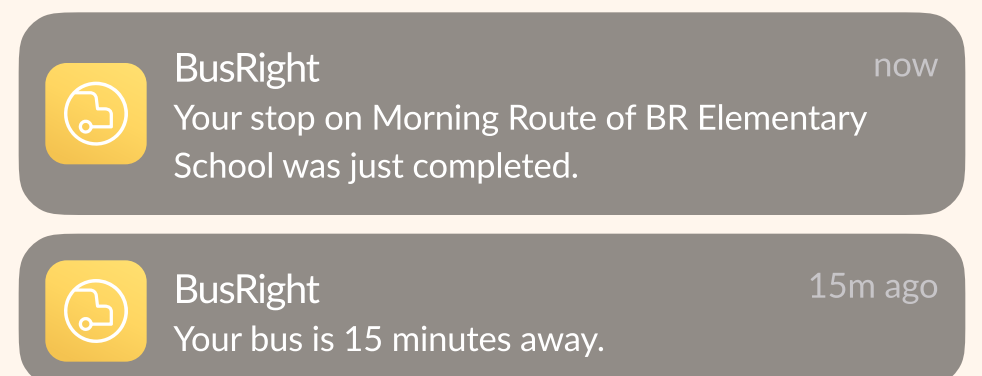 BusRight
now
Your stop on Morning Route of BR Elementary
School was just completed.
BusRight
15m ago
Your bus is 15 minutes away.